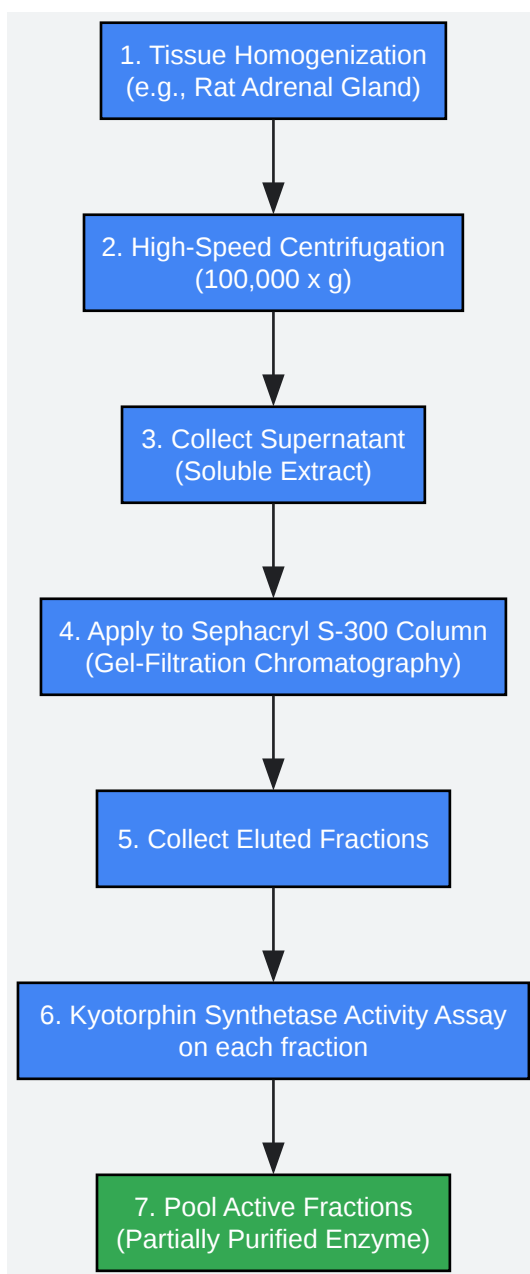 1. Tissue Homogenization
(e.g., Rat Adrenal Gland)
2. High-Speed Centrifugation
(100,000 x g)
3. Collect Supernatant
(Soluble Extract)
4. Apply to Sephacryl S-300 Column
(Gel-Filtration Chromatography)
5. Collect Eluted Fractions
6. Kyotorphin Synthetase Activity Assay
on each fraction
7. Pool Active Fractions
(Partially Purified Enzyme)